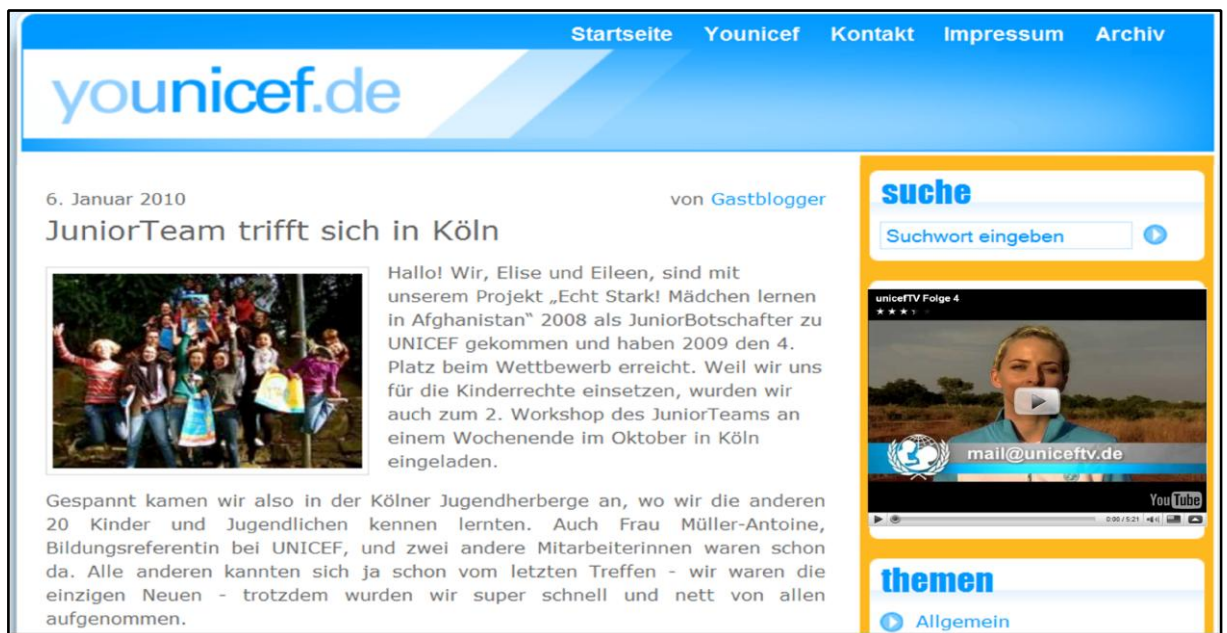 Startseite Younicef Kontakt Impressum Archiv
younicef.de
6. Januar 2010 von Gastblogger
JuniorTeam trifft sich in Köln
Hallo! Wir, Elise und Eileen, sind mit
unserem Projekt „Echt Stark! Mädchen lernen
in Afghanistan“ 2008 als JuniorBotschafter zu
UNICEF gekommen und haben 2009 den 4.
Platz beim Wettbewerb erreicht. Weil wir uns
für die Kinderrechte einsetzen, wurden wir
auch zum 2. Workshop des JuniorTeams an
einem Wochenende im Oktober in Köln
eingeladen.
Gespannt kamen wir also in der Kölner Jugendherberge an, wo wir die anderen
20 Kinder und Jugendlichen kennen lernten. Auch Frau Müller-Antoine,
Bildungsreferentin bei UNICEF, und zwei andere Mitarbeiterinnen waren schon
da. Alle anderen kannten sich ja schon vom letzten Treffen - wir waren die
einzigen Neuen - trotzdem wurden wir super schnell und nett von allen
aufgenommen.
suche
Suchwort eingeben
unicefTV Folge 4
mail@uniceftv.de
YouTube
0:00 / 5:21
themen
Allgemein